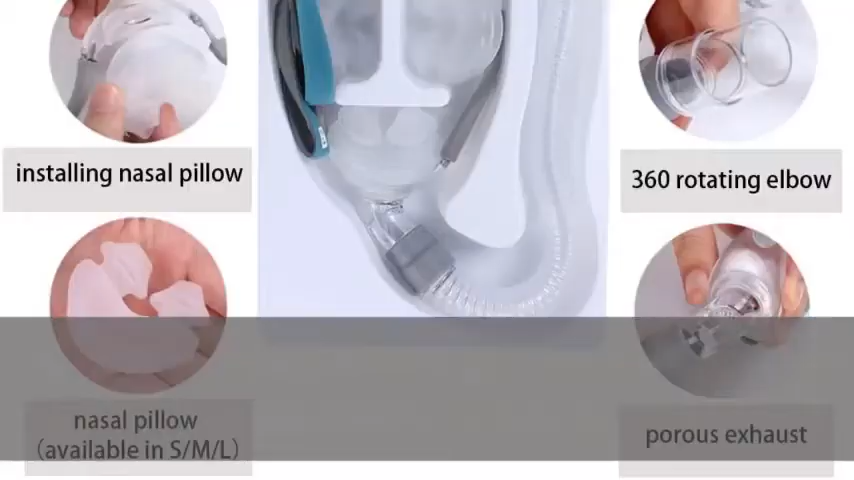 installing nasal pillow
360 rotating elbow
nasal pillow
(available in S/M/L)
porous exhaust